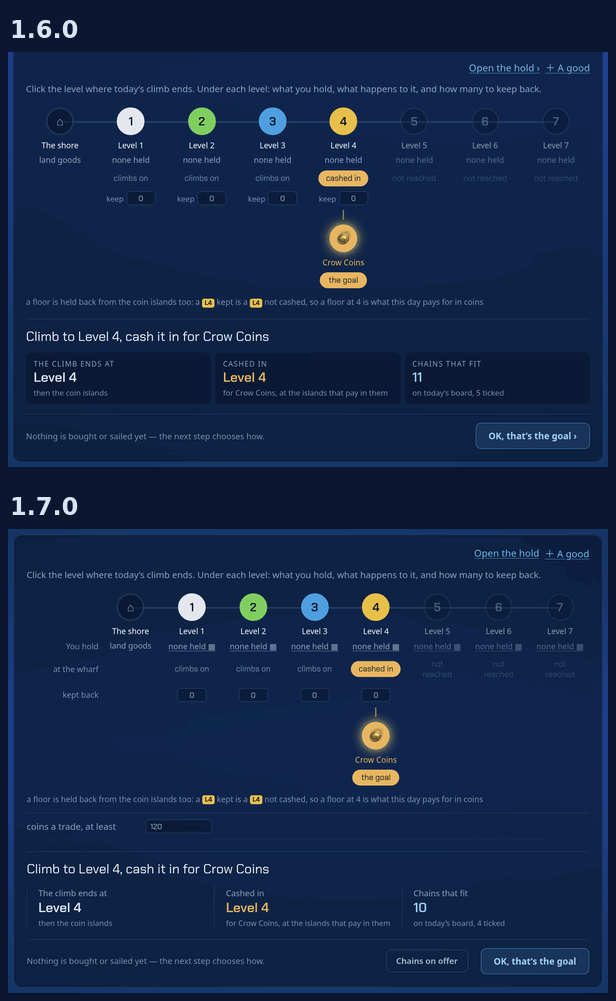 1.6.0
Open the hold › + A good
Click the level where today's climb ends. Under each level: what you hold, what happens to it, and how many to keep back.
1 2 3 4 5 6 7
The shore Level 1 Level 2 Level 3 Level 4 Level 5 Level 6 Level 7
land goods none held none held none held none held none held none held none held
climbs on climbs on climbs on cashed in not reached not reached not reached
keep 0 keep 0 keep 0 keep 0
Crow Coins
the goal
a floor is held back from the coin islands too: a L4 kept is a L4 not cashed, so a floor at 4 is what this day pays for in coins
Climb to Level 4, cash it in for Crow Coins
THE CLIMB ENDS AT CASHED IN CHAINS THAT FIT
Level 4 Level 4 11
then the coin islands for Crow Coins, at the islands that pay in them on today's board, 5 ticked
Nothing is bought or sailed yet — the next step chooses how. OK, that's the goal ›
1.7.0
Open the hold + A good
Click the level where today's climb ends. Under each level: what you hold, what happens to it, and how many to keep back.
1 2 3 4 5 6 7
The shore Level 1 Level 2 Level 3 Level 4 Level 5 Level 6 Level 7
You hold land goods none held none held none held none held none held none held none held
at the wharf climbs on climbs on climbs on cashed in not reached not reached not reached
kept back 0 0 0 0
Crow Coins
the goal
a floor is held back from the coin islands too: a L4 kept is a L4 not cashed, so a floor at 4 is what this day pays for in coins
coins a trade, at least 120
Climb to Level 4, cash it in for Crow Coins
The climb ends at Cashed in Chains that fit
Level 4 Level 4 10
then the coin islands for Crow Coins, at the islands that pay in them on today's board, 4 ticked
Nothing is bought or sailed yet — the next step chooses how. Chains on offer OK, that's the goal